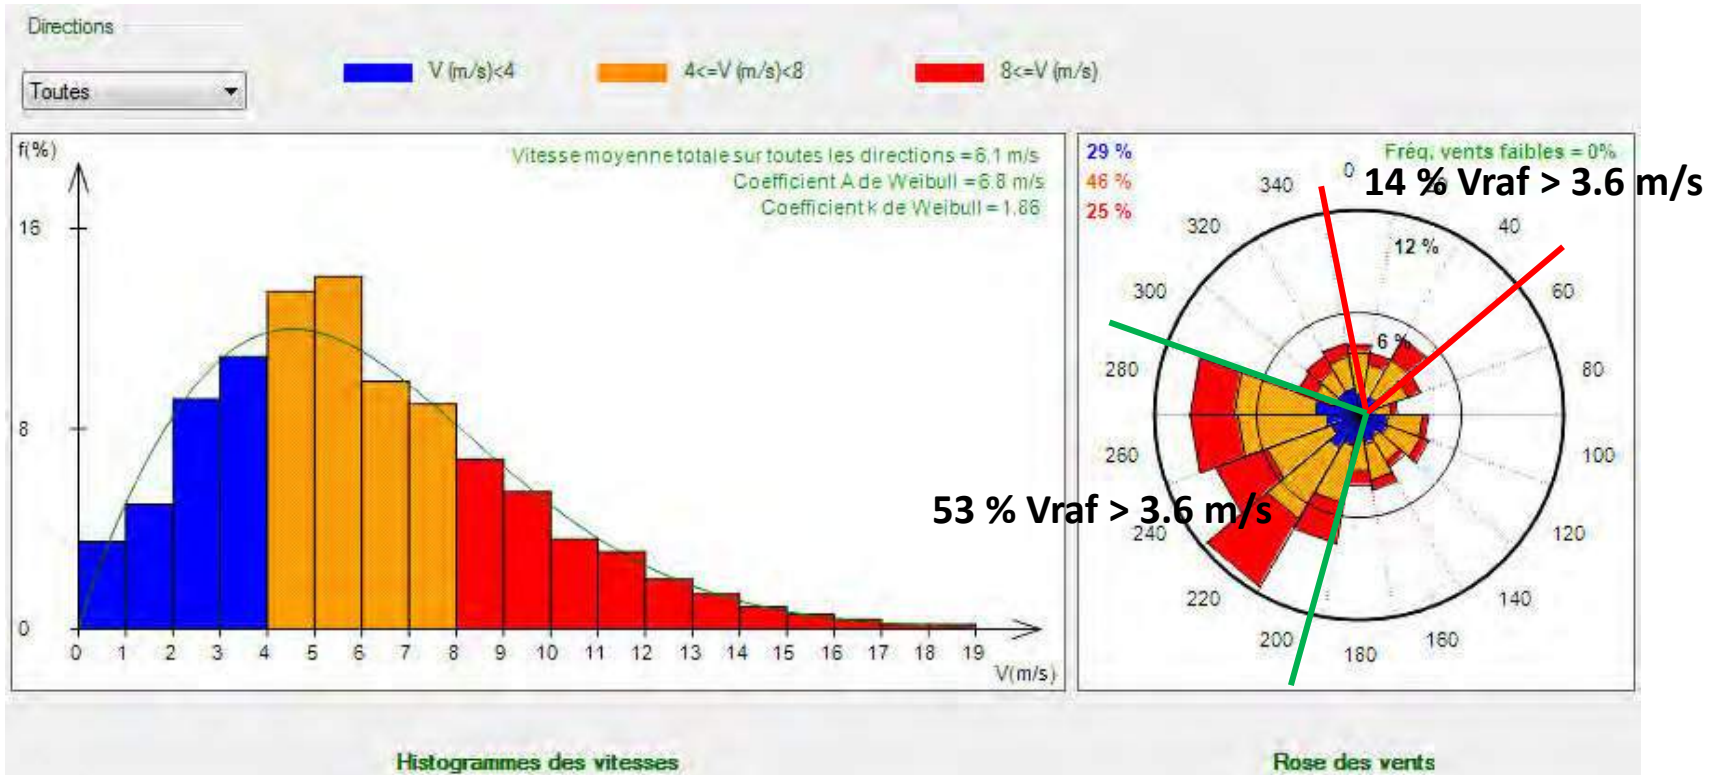 Directions
Toutes
V (m/s)<4
4<=V (m/s)<8
8<=V (m/s)
f(%)
16
8
0
Vitesse moyenne totale sur toutes les directions = 6.1 m/s
Coefficient A de Weibull = 6.8 m/s
Coefficient k de Weibull = 1.86
0 1 2 3 4 5 6 7 8 9 10 11 12 13 14 15 16 17 18 19
V(m/s)
Histogrammes des vitesses
29 %
46 %
25 %
Fréq. vents faibles = 0%
14 % Vraf > 3.6 m/s
53 % Vraf > 3.6 m/s
12 %
6 %
0
40
60
80
100
120
140
160
180
200
220
240
260
280
300
320
340
Rose des vents